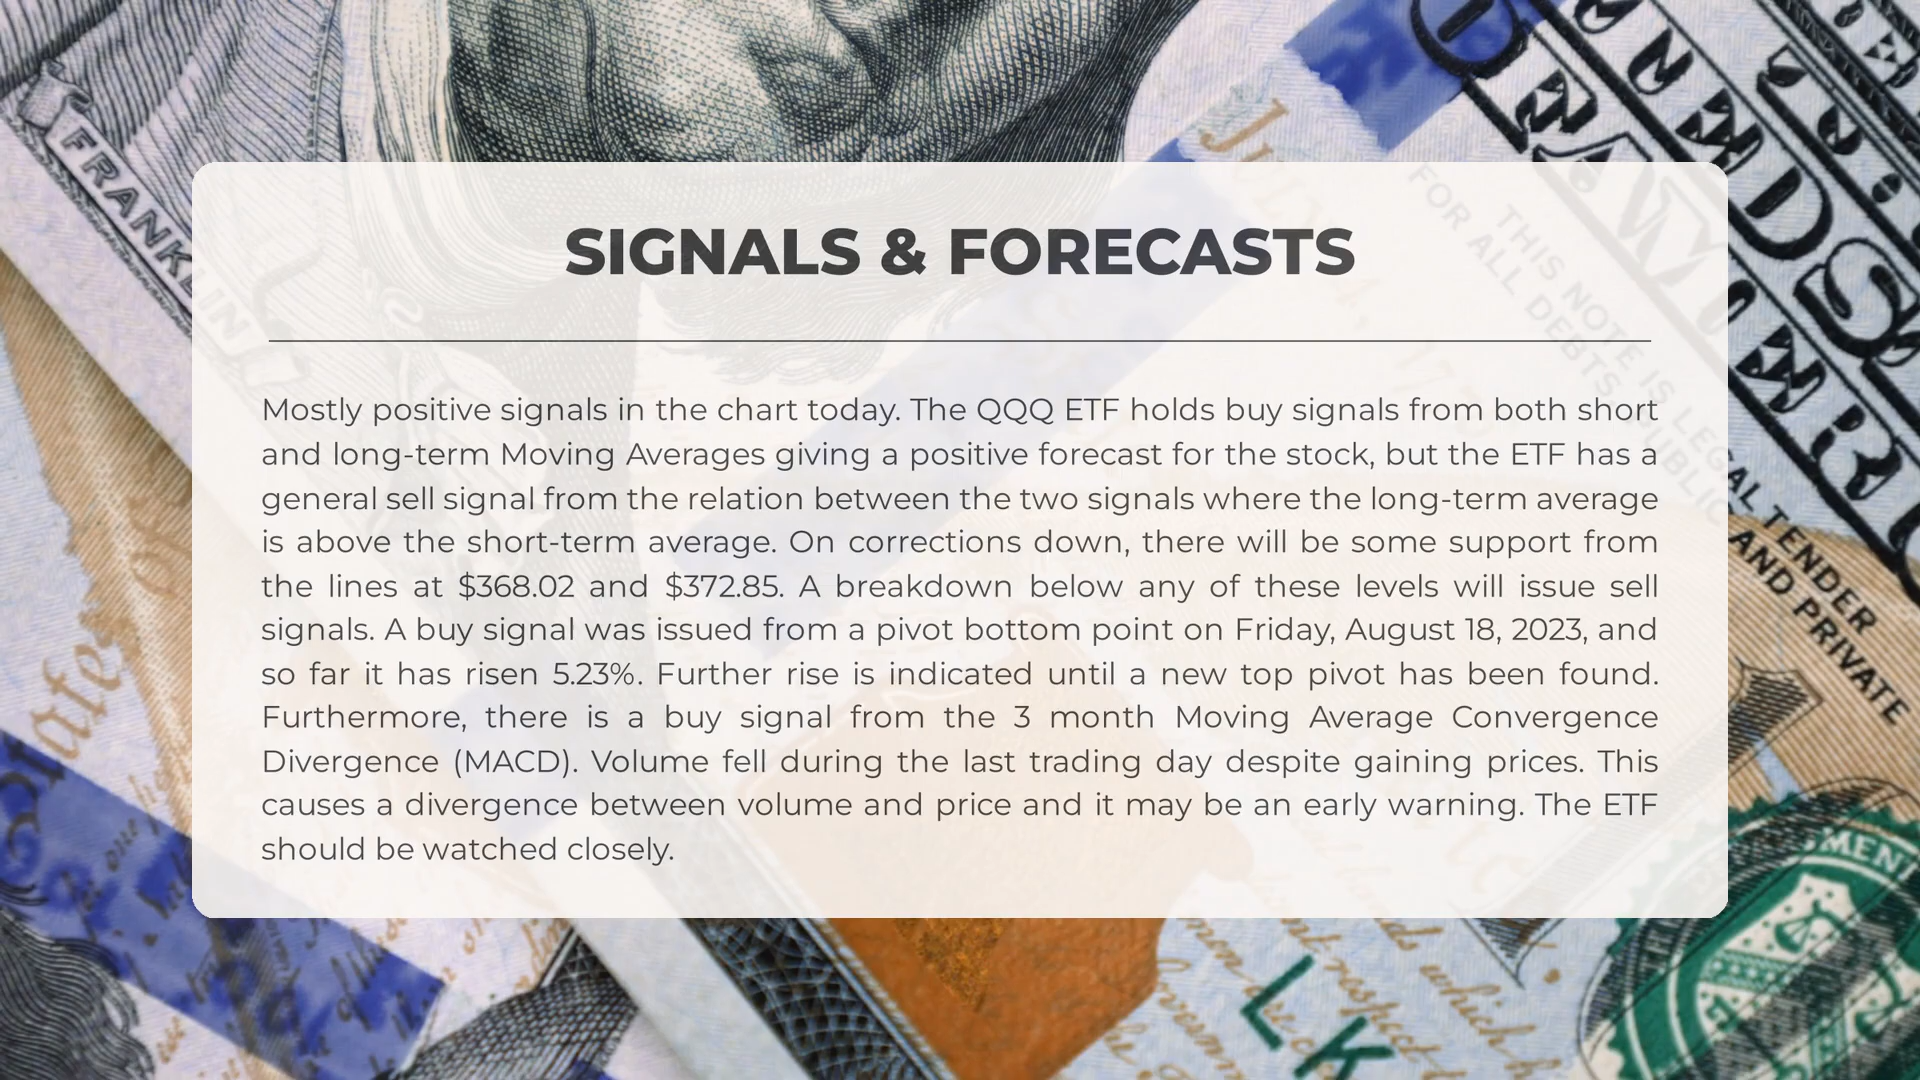 FRANKLIN
JULY 4, 177
THIS NOTE IS LEGAL TENDER
FOR ALL DEBTS, PUBLIC AND PRIVATE
SIGNALS & FORECASTS
Mostly positive signals in the chart today. The QQQ ETF holds buy signals from both short
and long-term Moving Averages giving a positive forecast for the stock, but the ETF has a
general sell signal from the relation between the two signals where the long-term average
is above the short-term average. On corrections down, there will be some support from
the lines at $368.02 and $372.85. A breakdown below any of these levels will issue sell
signals. A buy signal was issued from a pivot bottom point on Friday, August 18, 2023, and
so far it has risen 5.23%. Further rise is indicated until a new top pivot has been found.
Furthermore, there is a buy signal from the 3 month Moving Average Convergence
Divergence (MACD). Volume fell during the last trading day despite gaining prices. This
causes a divergence between volume and price and it may be an early warning. The ETF
should be watched closely.
LK